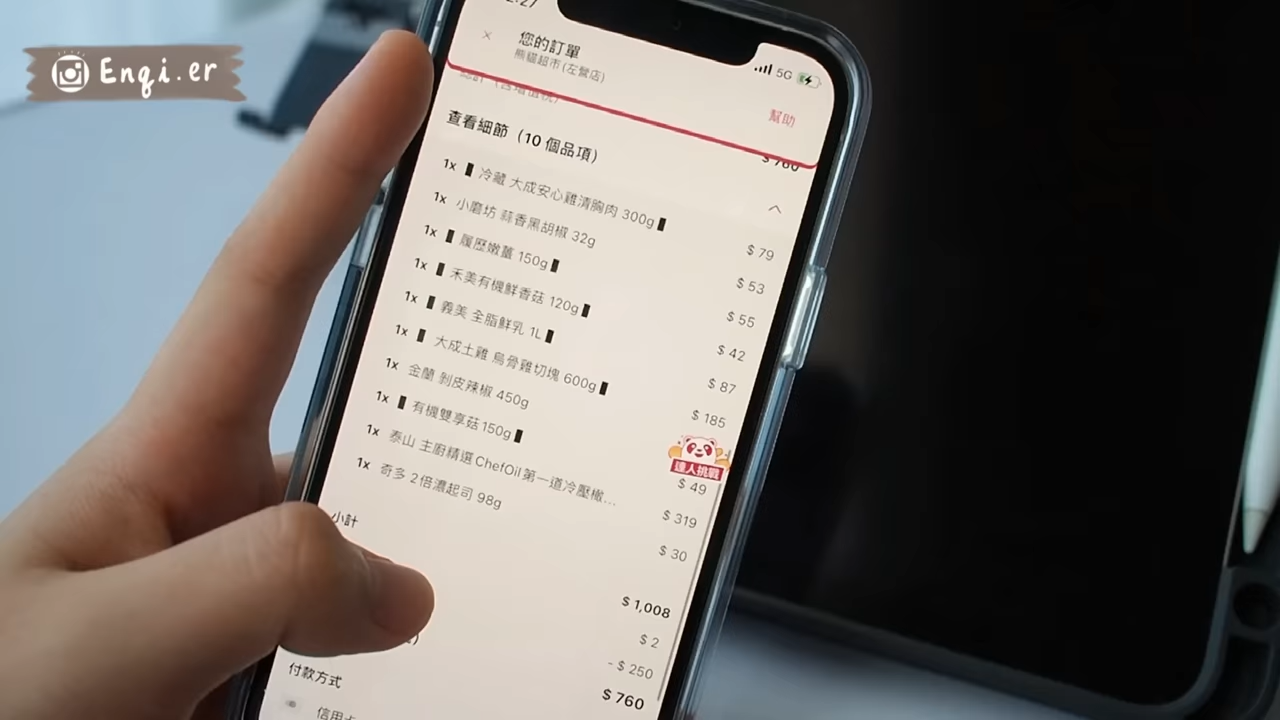 Enqi.er
5G
您的訂單
熊貓超市(左營店)
幫助
$ 760
查看細節 (10 個品項)
1x 冷藏 大成安心雞清胸肉 300g $ 79
1x 小磨坊 蒜香黑胡椒 32g $ 53
1x 履歷嫩薑 150g $ 55
1x 禾美有機鮮香菇 120g $ 42
1x 義美 全脂鮮乳 1L $ 87
1x 大成土雞 烏骨雞切塊 600g $ 185
1x 金蘭 剝皮辣椒 450g
達人挑戰
1x 有機雙享菇 150g $ 49
1x 泰山 主廚精選 ChefOil 第一道冷壓橄... $ 319
1x 奇多 2倍濃起司 98g $ 30
小計 $ 1,008
$ 2
- $ 250
$ 760
付款方式
信用卡